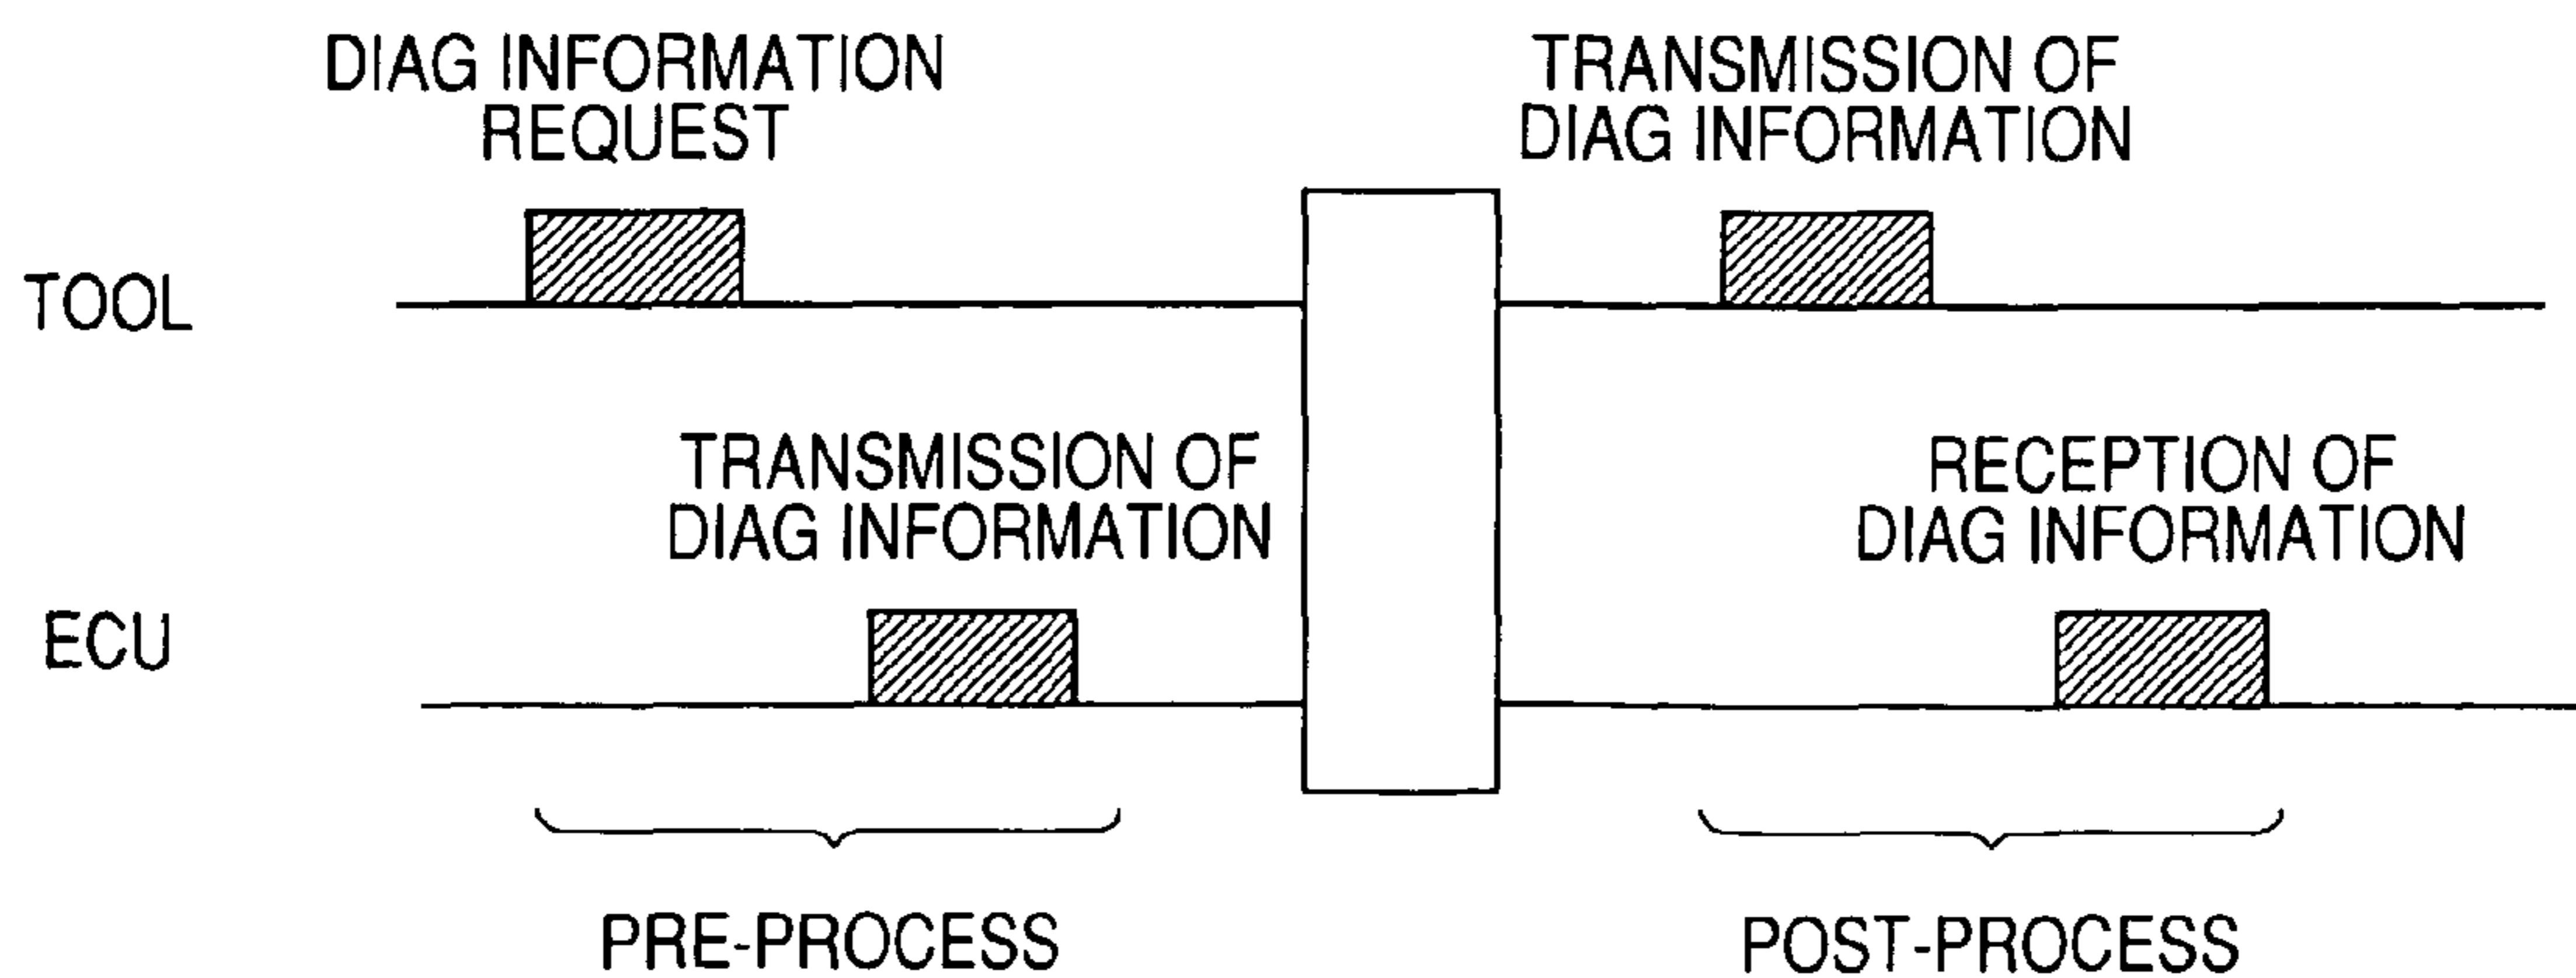 DIAG INFORMATION
REQUEST
TRANSMISSION OF
DIAG INFORMATION
TOOL
TRANSMISSION OF
DIAG INFORMATION
RECEPTION OF
DIAG INFORMATION
ECU
PRE-PROCESS
POST-PROCESS